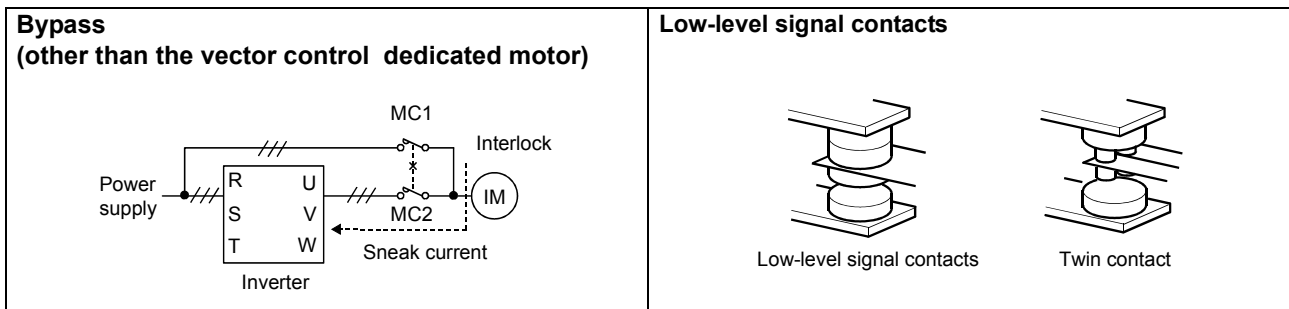 Bypass
(other than the vector control dedicated motor)
MC1
Interlock
Power
supply
R
U
IM
S
V
MC2
T
W
Sneak current
Inverter
Low-level signal contacts
Low-level signal contacts
Twin contact